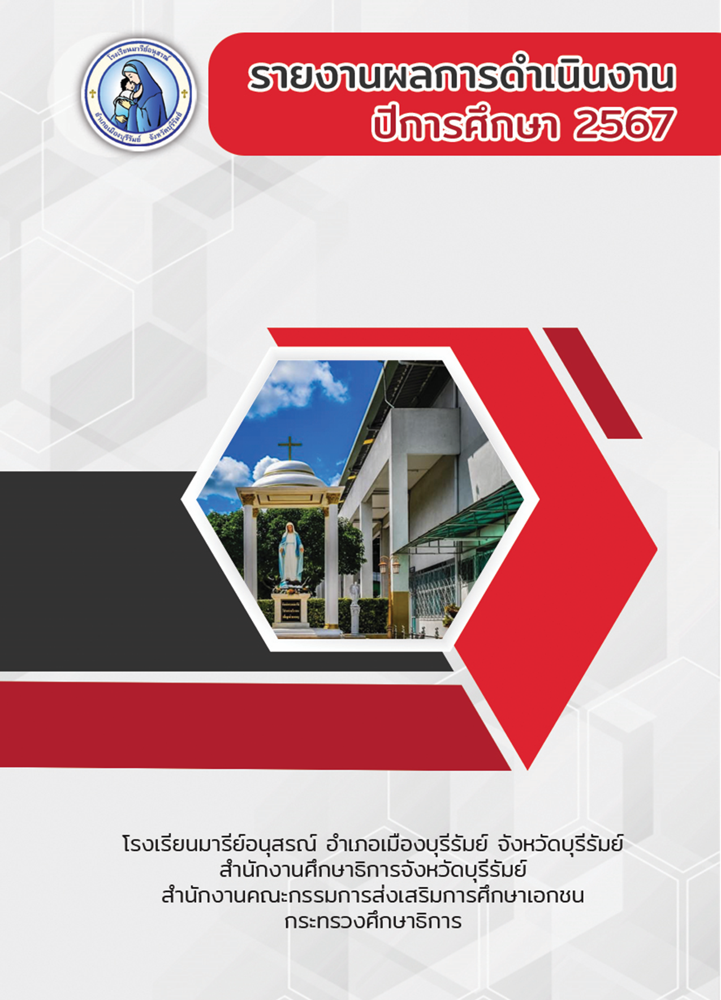 โรงเรียนมารีย์อนุสรณ์
อำเภอเมืองบุรีรัมย์ จังหวัดบุรีรัมย์
รายงานผลการดำเนินงาน
ปีการศึกษา 2567
โรงเรียนมารีย์อนุสรณ์ อำเภอเมืองบุรีรัมย์ จังหวัดบุรีรัมย์
สำนักงานศึกษาธิการจังหวัดบุรีรัมย์
สำนักงานคณะกรรมการส่งเสริมการศึกษาเอกชน
กระทรวงศึกษาธิการ